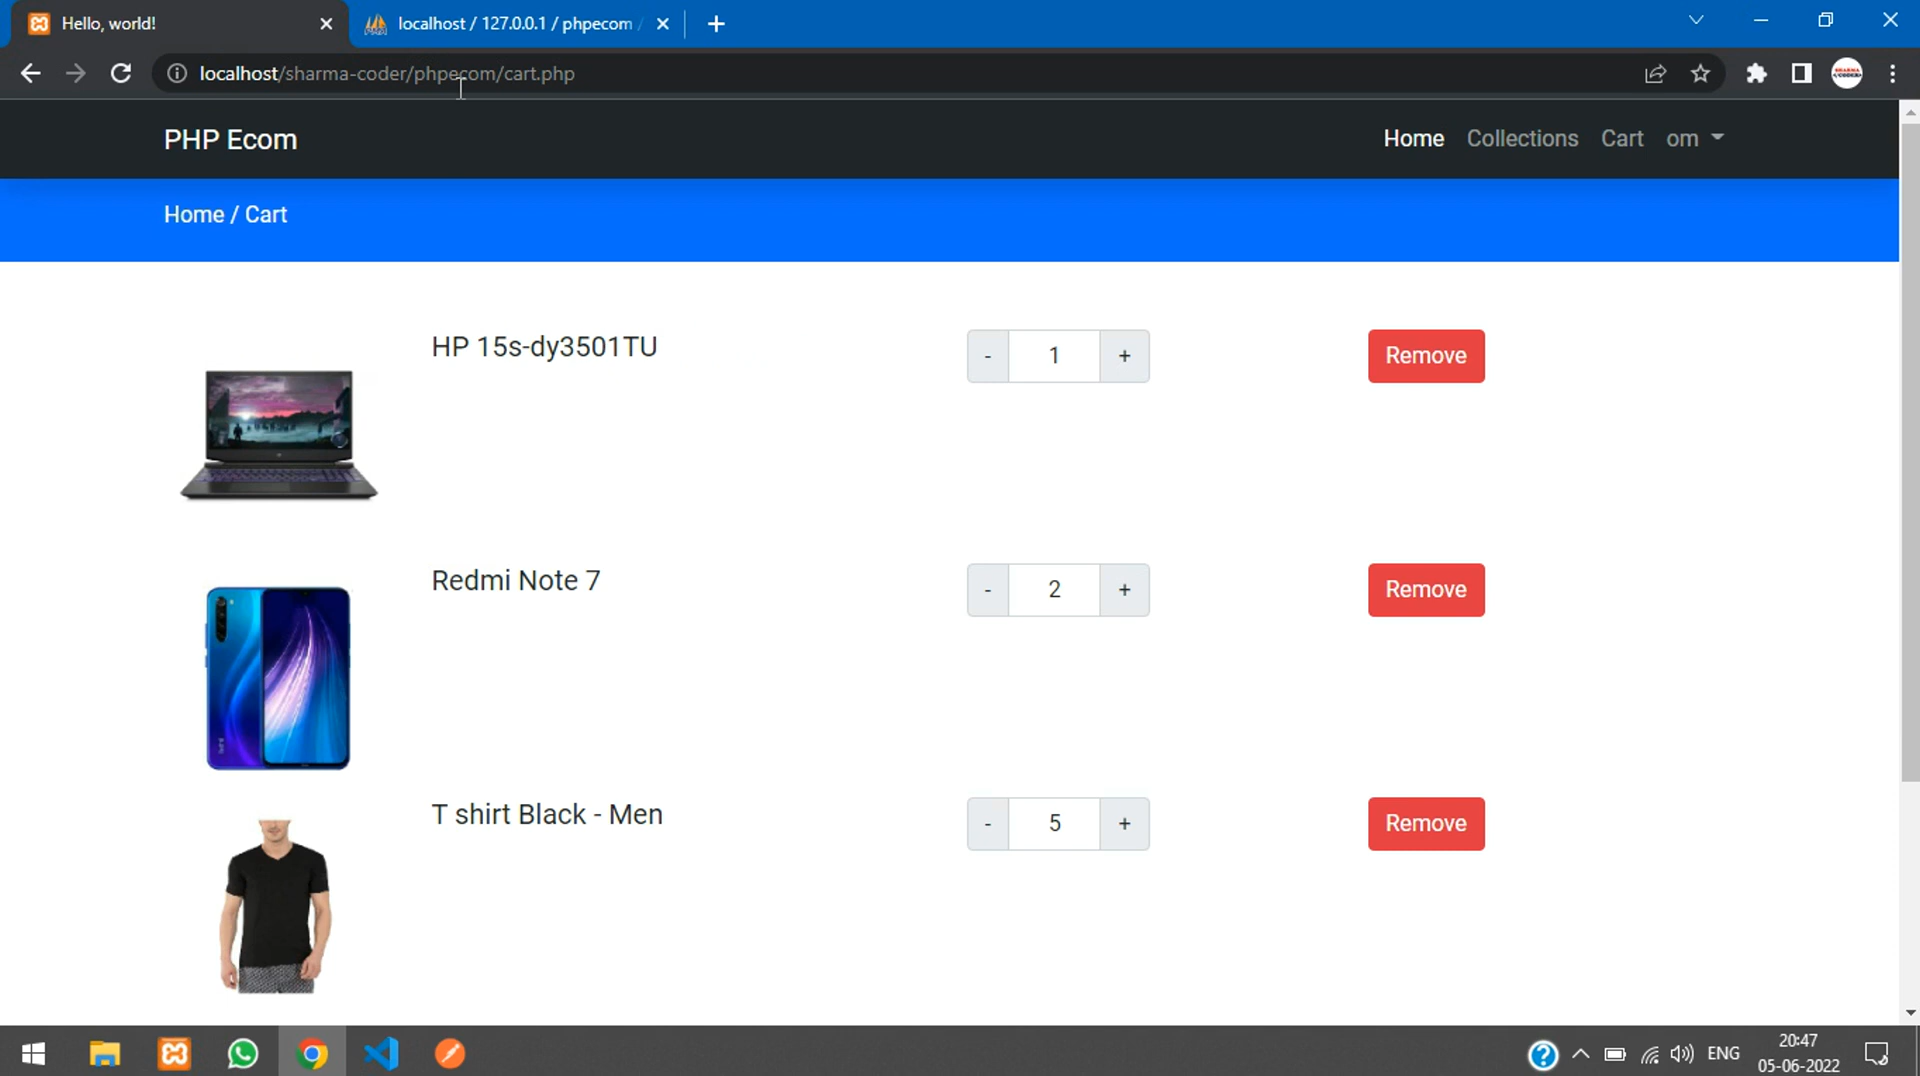 Hello, world!
localhost / 127.0.0.1 / phpecom /
localhost/sharma-coder/phpecom/cart.php
PHP Ecom
Home Collections Cart om
Home / Cart
HP 15s-dy3501TU
- 1 +
Remove
Redmi Note 7
- 2 +
Remove
T shirt Black - Men
- 5 +
Remove
ENG
20:47
05-06-2022